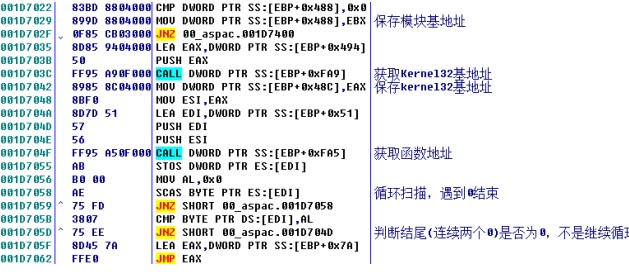 001D7022 83BD 8804000 CMP DWORD PTR SS:[EBP+0x488],0x0
001D7029 899D 8804000 MOV DWORD PTR SS:[EBP+0x488],EBX 保存模块基地址
001D702F 0F85 CB03000 JNZ 00_aspac.001D7400
001D7035 8D85 9404000 LEA EAX,DWORD PTR SS:[EBP+0x494]
001D703B 50 PUSH EAX
001D703C FF95 A90F000 CALL DWORD PTR SS:[EBP+0xFA9] 获取Kernel32基地址
001D7042 8985 8C04000 MOV DWORD PTR SS:[EBP+0x48C],EAX 保存kernel32基地址
001D7048 8BF0 MOV ESI,EAX
001D704A 8D7D 51 LEA EDI,DWORD PTR SS:[EBP+0x51]
001D704D 57 PUSH EDI
001D704E 56 PUSH ESI
001D704F FF95 A50F000 CALL DWORD PTR SS:[EBP+0xFA5] 获取函数地址
001D7055 AB STOS DWORD PTR ES:[EDI]
001D7056 B0 00 MOV AL,0x0
001D7058 AE SCAS BYTE PTR ES:[EDI] 循环扫描，遇到0结束
001D7059 ^ 75 FD JNZ SHORT 00_aspac.001D7058
001D705B 3807 CMP BYTE PTR DS:[EDI],AL
001D705D ^ 75 EE JNZ SHORT 00_aspac.001D704D 判断结尾(连续两个0)是否为0，不是继续循环
001D705F 8D45 7A LEA EAX,DWORD PTR SS:[EBP+0x7A]
001D7062 FFE0 JMP EAX